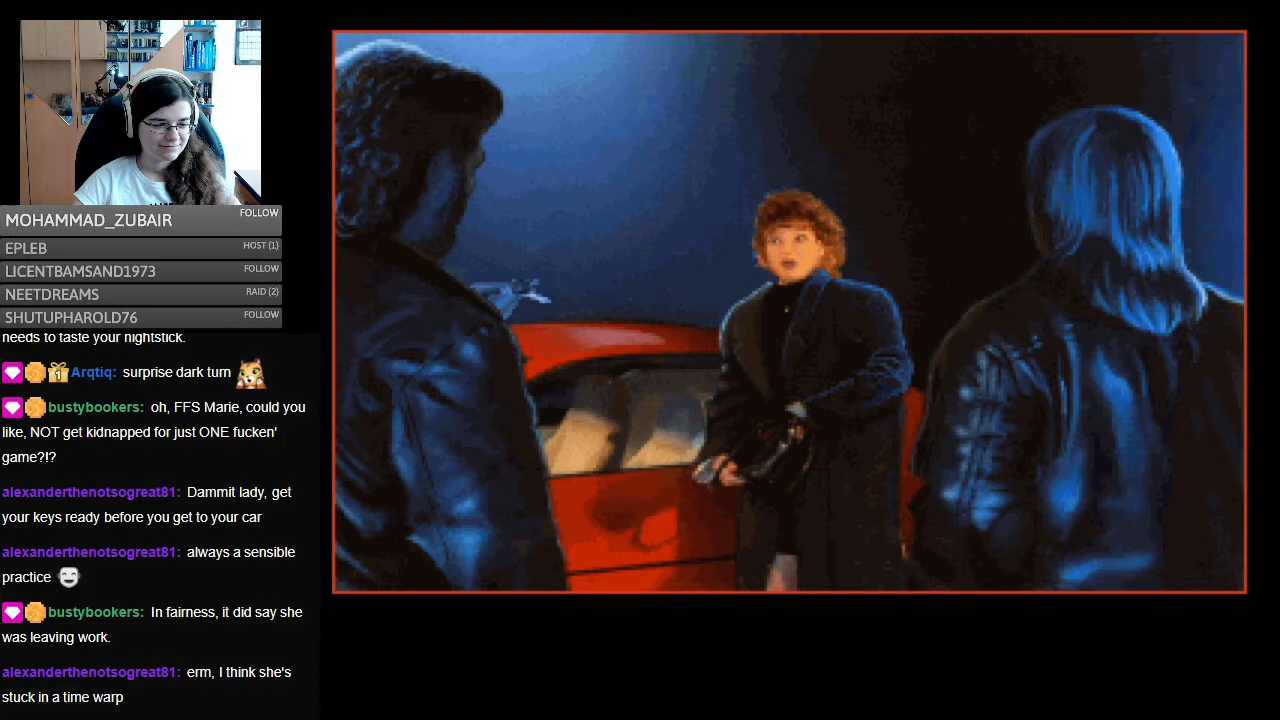 MOHAMMAD_ZUBAIR FOLLOW
EPLEB HOST (1)
LICENTBAMSAND1973 FOLLOW
NEETDREAMS RAID (2)
SHUTUPHAROLD76 FOLLOW
needs to taste your nightstick.
1 Arqtiq: surprise dark turn
bustybookers: oh, FFS Marie, could you
like, NOT get kidnapped for just ONE fucken'
game?!?
alexanderthenotsogreat81: Dammit lady, get
your keys ready before you get to your car
alexanderthenotsogreat81: always a sensible
practice
bustybookers: In fairness, it did say she
was leaving work.
alexanderthenotsogreat81: erm, I think she's
stuck in a time warp